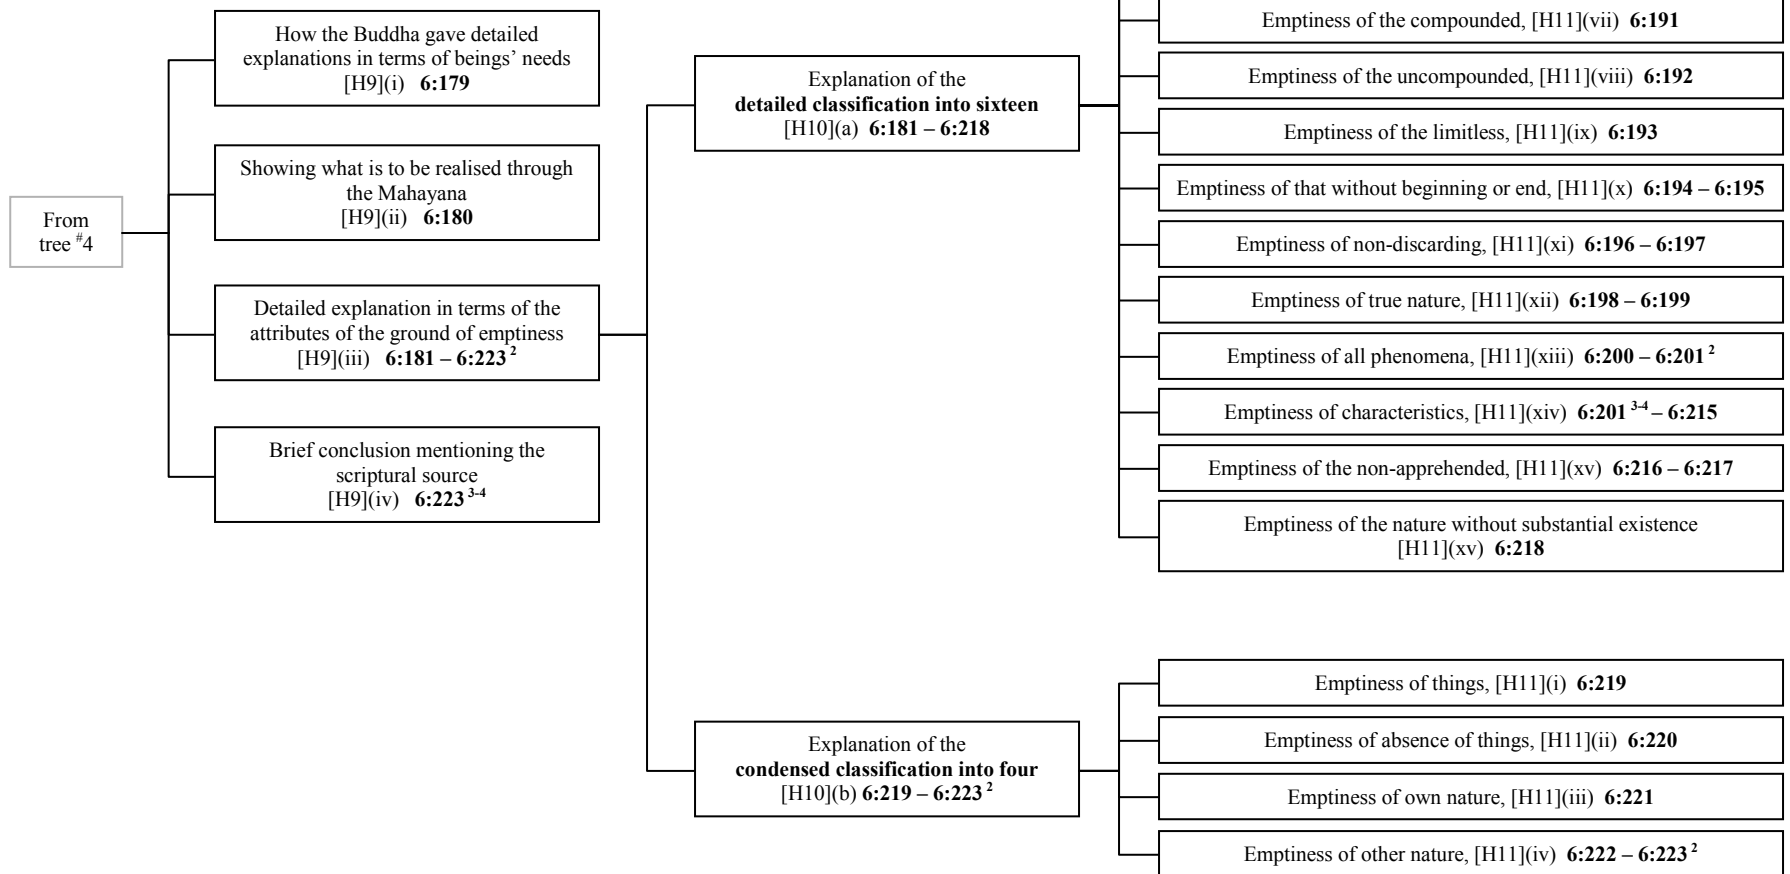 From
tree #4
How the Buddha gave detailed
explanations in terms of beings’ needs
[H9](i) 6:179
Showing what is to be realised through
the Mahayana
[H9](ii) 6:180
Detailed explanation in terms of the
attributes of the ground of emptiness
[H9](iii) 6:181 – 6:223 2
Brief conclusion mentioning the
scriptural source
[H9](iv) 6:223 3-4
Explanation of the
detailed classification into sixteen
[H10](a) 6:181 – 6:218
Emptiness of the compounded, [H11](vii) 6:191
Emptiness of the uncompounded, [H11](viii) 6:192
Emptiness of the limitless, [H11](ix) 6:193
Emptiness of that without beginning or end, [H11](x) 6:194 – 6:195
Emptiness of non-discarding, [H11](xi) 6:196 – 6:197
Emptiness of true nature, [H11](xii) 6:198 – 6:199
Emptiness of all phenomena, [H11](xiii) 6:200 – 6:201 2
Emptiness of characteristics, [H11](xiv) 6:201 3-4 – 6:215
Emptiness of the non-apprehended, [H11](xv) 6:216 – 6:217
Emptiness of the nature without substantial existence
[H11](xv) 6:218
Explanation of the
condensed classification into four
[H10](b) 6:219 – 6:223 2
Emptiness of things, [H11](i) 6:219
Emptiness of absence of things, [H11](ii) 6:220
Emptiness of own nature, [H11](iii) 6:221
Emptiness of other nature, [H11](iv) 6:222 – 6:223 2